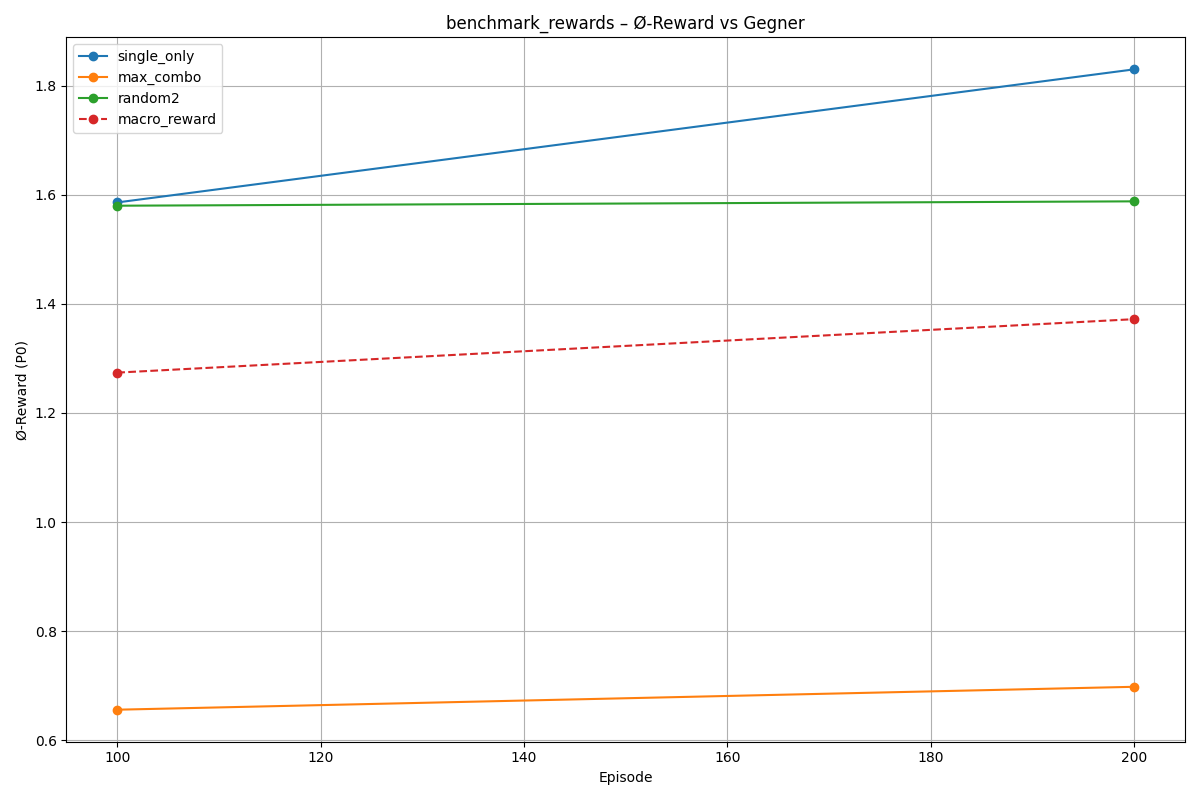 benchmark_rewards – Ø-Reward vs Gegner
single_only
max_combo
random2
macro_reward
Ø-Reward (P0)
1.8
1.6
1.4
1.2
1.0
0.8
0.6
100 120 140 160 180 200
Episode